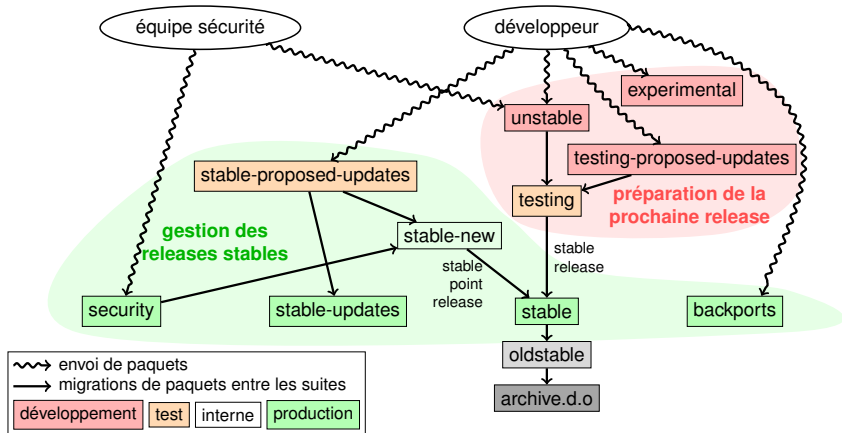 équipe sécurité
développeur
experimental
unstable
testing-proposed-updates
stable-proposed-updates
testing
préparation de la
prochaine release
gestion des
releases stables
stable-new
stable
release
stable
point
release
security
stable-updates
stable
backports
oldstable
archive.d.o
envoi de paquets
migrations de paquets entre les suites
développement
test
interne
production